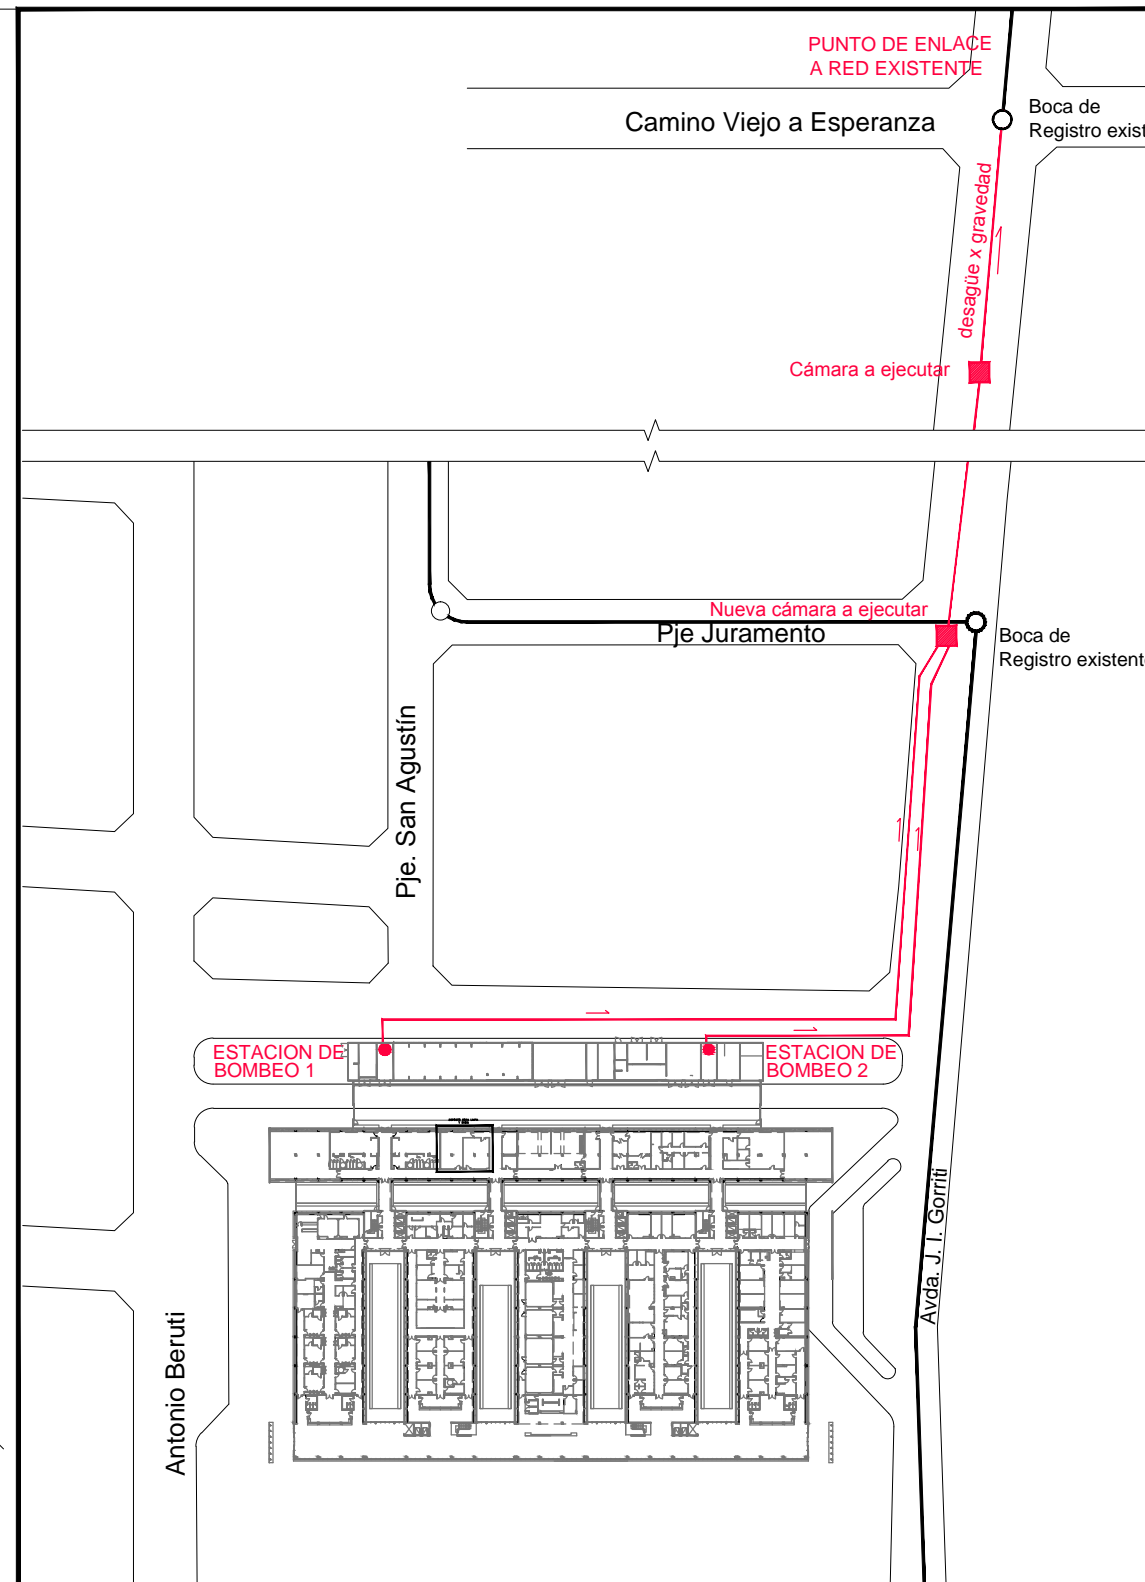 PUNTO DE ENLACE
A RED EXISTENTE
Camino Viejo a Esperanza
Boca de
Registro exist
desagüe x gravedad
Cámara a ejecutar
Nueva cámara a ejecutar
Pje Juramento
Boca de
Registro existent
Pje. San Agustín
ESTACION DE
BOMBEO 1
ESTACION DE
BOMBEO 2
Avda. J. I. Gorriti
Antonio Beruti